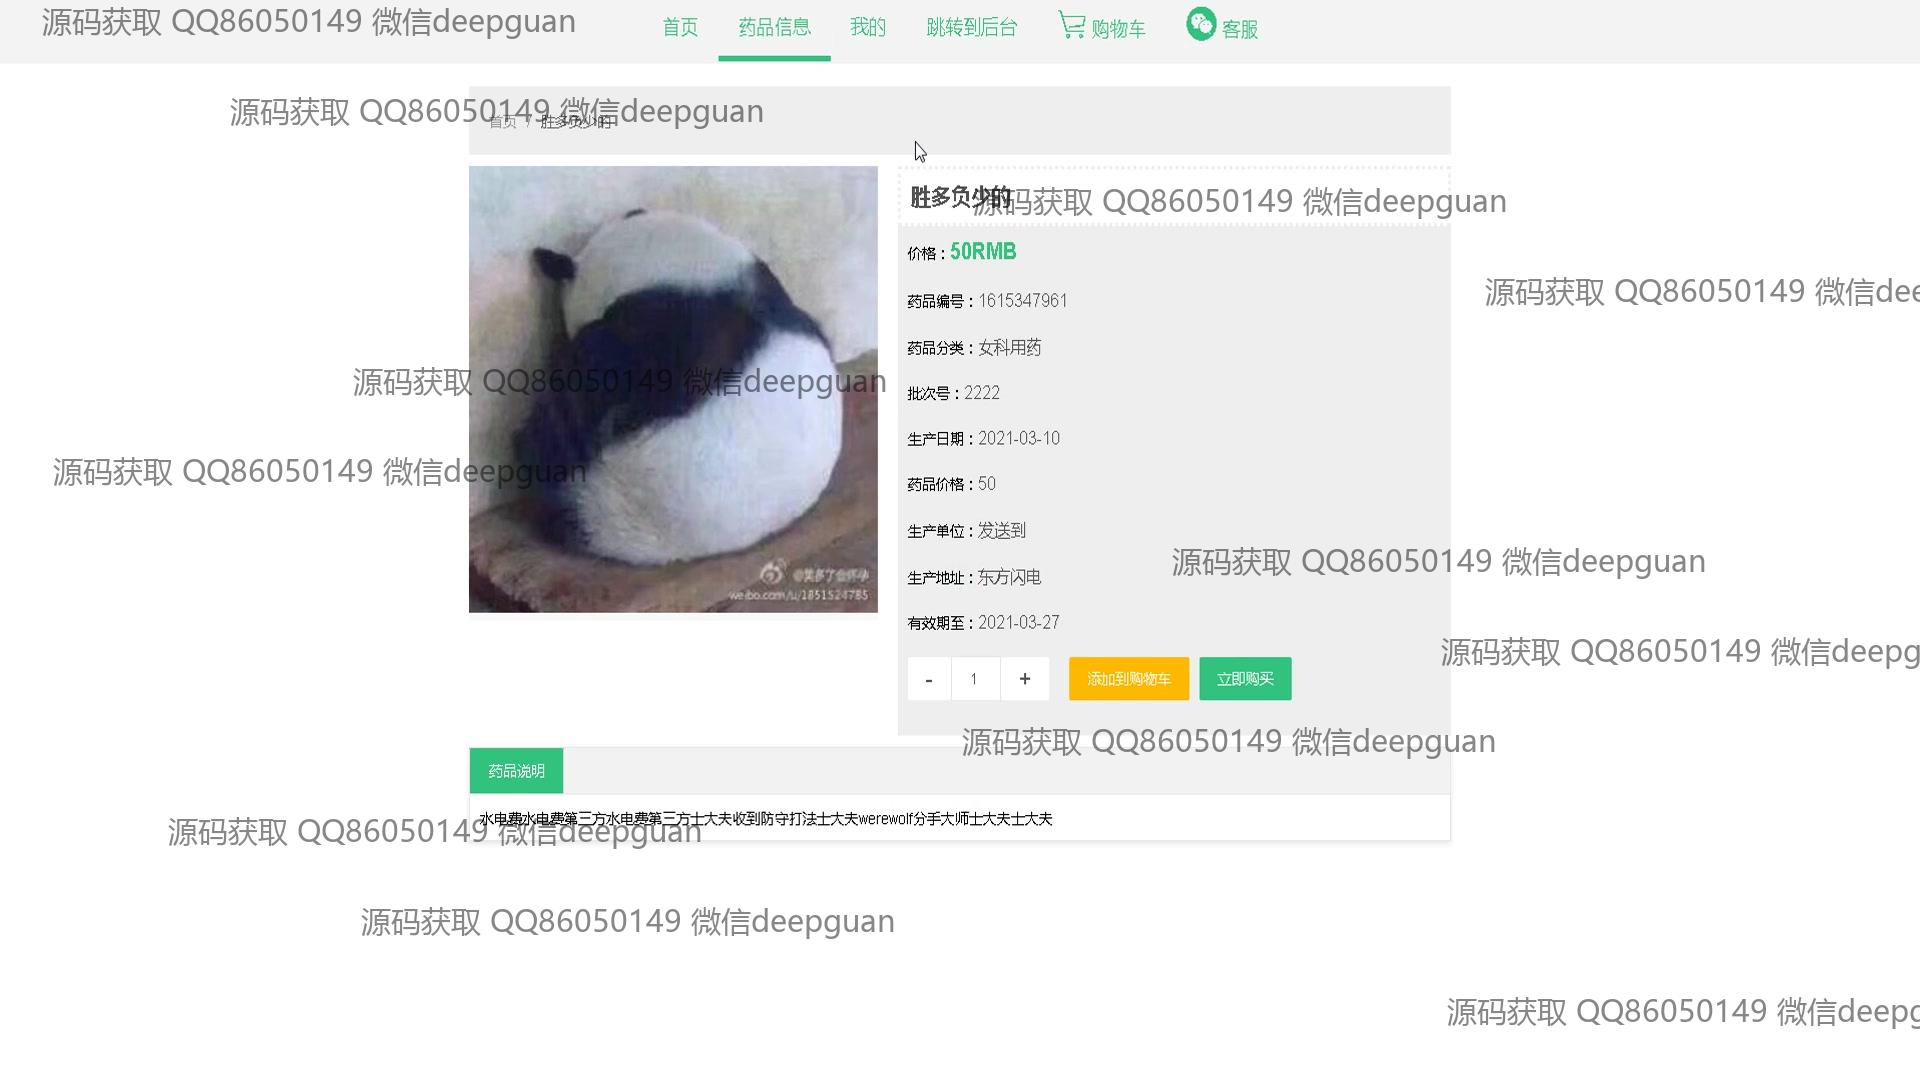 源码获取 QQ86050149 微信deepguan
首页 药品信息 我的 跳转到后台 购物车 客服
源码获取 QQ86050149 微信deepguan
首页 / 胜多负少的
胜多负少的
源码获取 QQ86050149 微信deepguan
价格：50RMB
源码获取 QQ86050149 微信dee
药品编号：1615347961
药品分类：女科用药
源码获取 QQ86050149 微信deepguan
批次号：2222
生产日期：2021-03-10
源码获取 QQ86050149 微信deepguan
药品价格：50
生产单位：发送到
源码获取 QQ86050149 微信deepguan
生产地址：东方闪电
weibo.com/u/1851524785
有效期至：2021-03-27
源码获取 QQ86050149 微信deepg
- 1 + 添加到购物车 立即购买
源码获取 QQ86050149 微信deepguan
药品说明
水电费水电费第三方水电费第三方士大夫收到防守打法士大夫werewolf分手大师士大夫士大夫
源码获取 QQ86050149 微信deepguan
源码获取 QQ86050149 微信deepguan
源码获取 QQ86050149 微信deepg